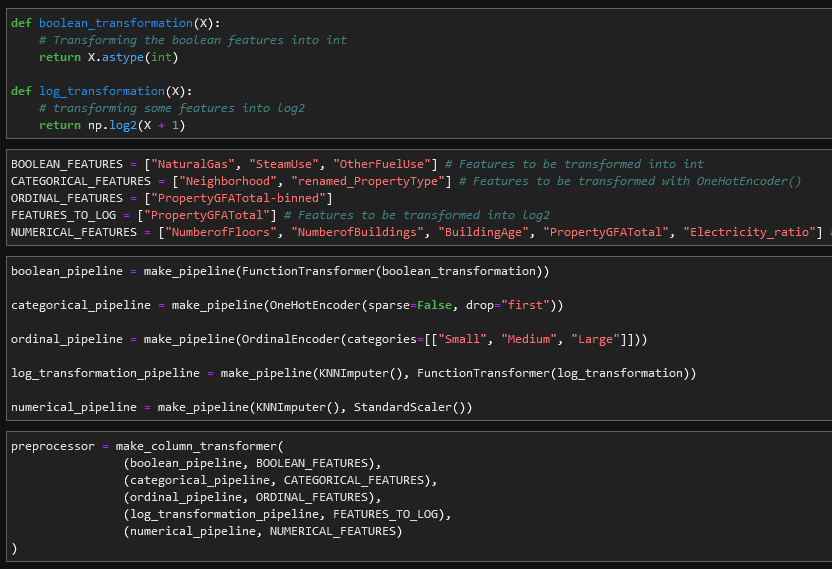 def boolean_transformation(X):
    # Transforming the boolean features into int
    return X.astype(int)

def log_transformation(X):
    # transforming some features into log2
    return np.log2(X + 1)

BOOLEAN_FEATURES = ["NaturalGas", "SteamUse", "OtherFuelUse"] # Features to be transformed into int
CATEGORICAL_FEATURES = ["Neighborhood", "renamed_PropertyType"] # Features to be transformed with OneHotEncoder()
ORDINAL_FEATURES = ["PropertyGFATotal-binned"]
FEATURES_TO_LOG = ["PropertyGFATotal"] # Features to be transformed into log2
NUMERICAL_FEATURES = ["NumberofFloors", "NumberofBuildings", "BuildingAge", "PropertyGFATotal", "Electricity_ratio"] #

boolean_pipeline = make_pipeline(FunctionTransformer(boolean_transformation))

categorical_pipeline = make_pipeline(OneHotEncoder(sparse=False, drop="first"))

ordinal_pipeline = make_pipeline(OrdinalEncoder(categories=[["Small", "Medium", "Large"]]))

log_transformation_pipeline = make_pipeline(KNNImputer(), FunctionTransformer(log_transformation))

numerical_pipeline = make_pipeline(KNNImputer(), StandardScaler())

preprocessor = make_column_transformer(
               (boolean_pipeline, BOOLEAN_FEATURES),
               (categorical_pipeline, CATEGORICAL_FEATURES),
               (ordinal_pipeline, ORDINAL_FEATURES),
               (log_transformation_pipeline, FEATURES_TO_LOG),
               (numerical_pipeline, NUMERICAL_FEATURES)
)